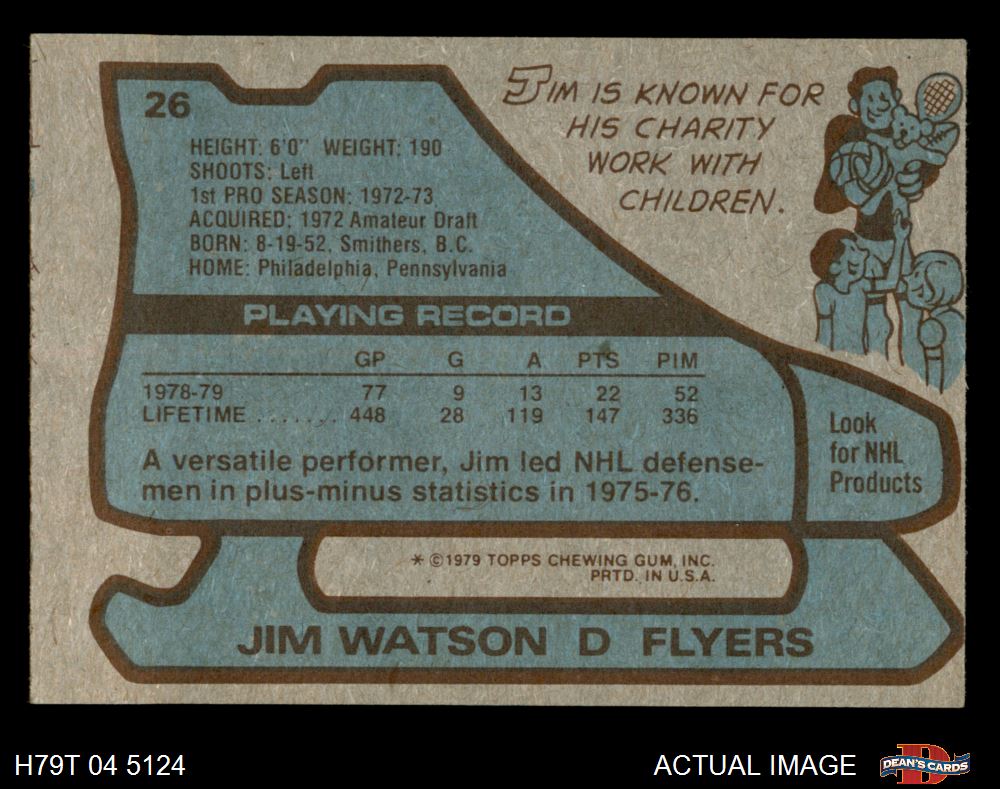 26
HEIGHT: 6'0" WEIGHT: 190
SHOOTS: Left
1st PRO SEASON: 1972-73
ACQUIRED: 1972 Amateur Draft
BORN: 8-19-52, Smithers, B.C.
HOME: Philadelphia, Pennsylvania
JIM IS KNOWN FOR
HIS CHARITY
WORK WITH
CHILDREN.
PLAYING RECORD
GP G A PTS PIM
1978-79 77 9 13 22 52
LIFETIME ....... 448 28 119 147 336
A versatile performer, Jim led NHL defense-
men in plus-minus statistics in 1975-76.
Look
for NHL
Products
* ©1979 TOPPS CHEWING GUM, INC.
PRTD. IN U.S.A.
JIM WATSON D FLYERS
H79T 04 5124
ACTUAL IMAGE
D
DEAN'S CARDS